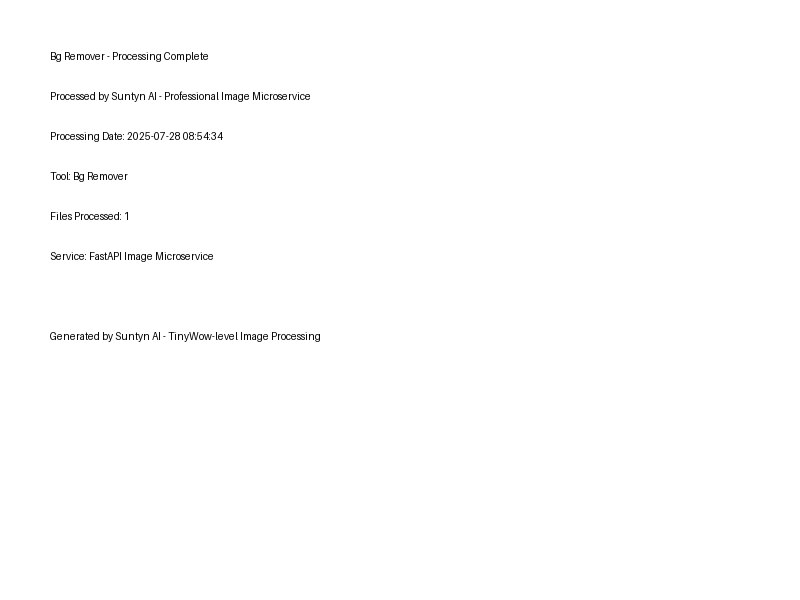 Bg Remover - Processing Complete
Processed by Suntyn AI - Professional Image Microservice
Processing Date: 2025-07-28 08:54:34
Tool: Bg Remover
Files Processed: 1
Service: FastAPI Image Microservice
Generated by Suntyn AI - TinyWow-level Image Processing